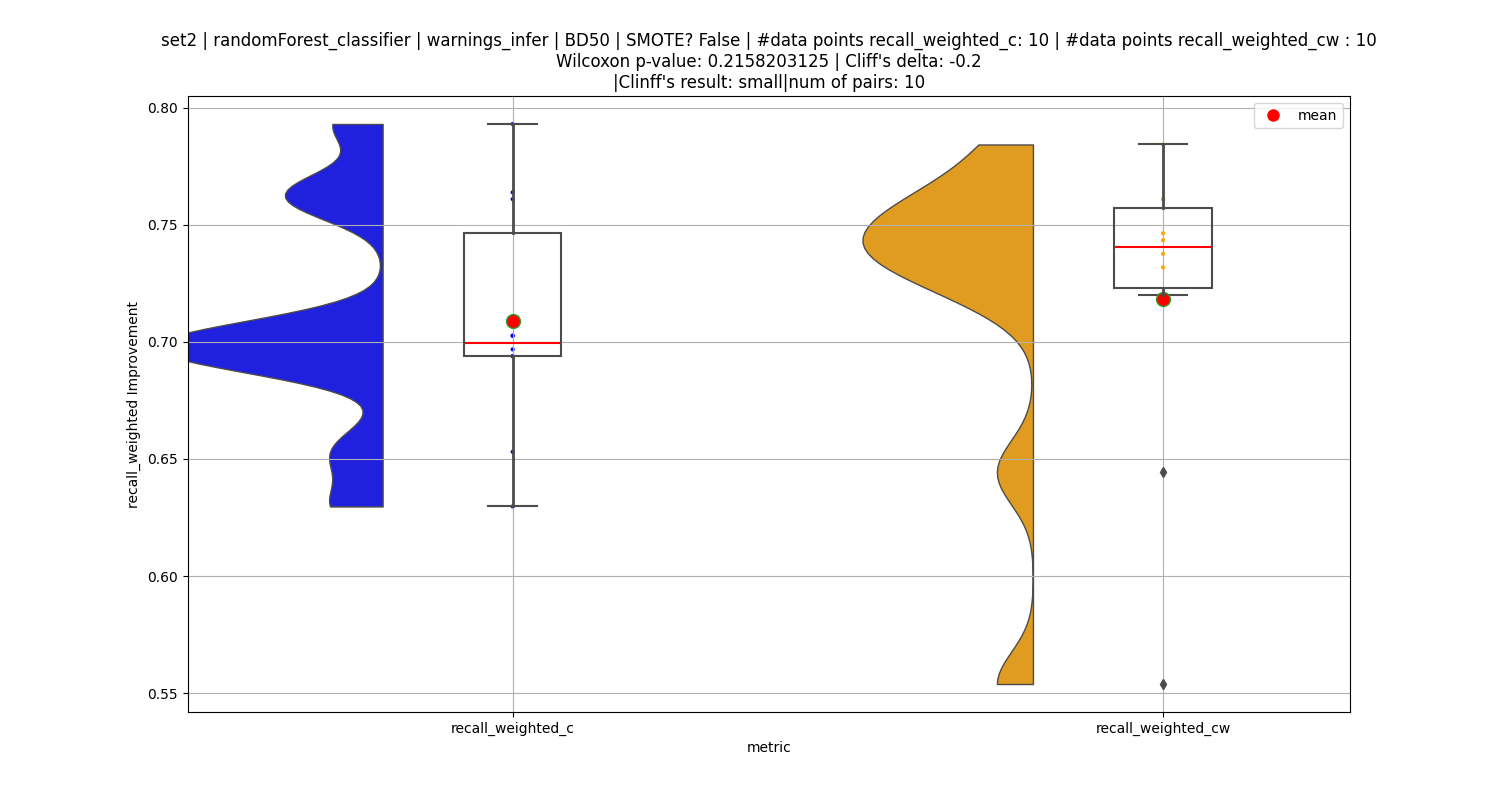 set2 | randomForest_classifier | warnings_infer | BD50 | SMOTE? False | #data points recall_weighted_c: 10 | #data points recall_weighted_cw : 10
Wilcoxon p-value: 0.2158203125 | Cliff's delta: -0.2
|Clinff's result: small|num of pairs: 10
mean
0.80
0.75
0.70
0.65
0.60
0.55
recall_weighted Improvement
recall_weighted_c
recall_weighted_cw
metric